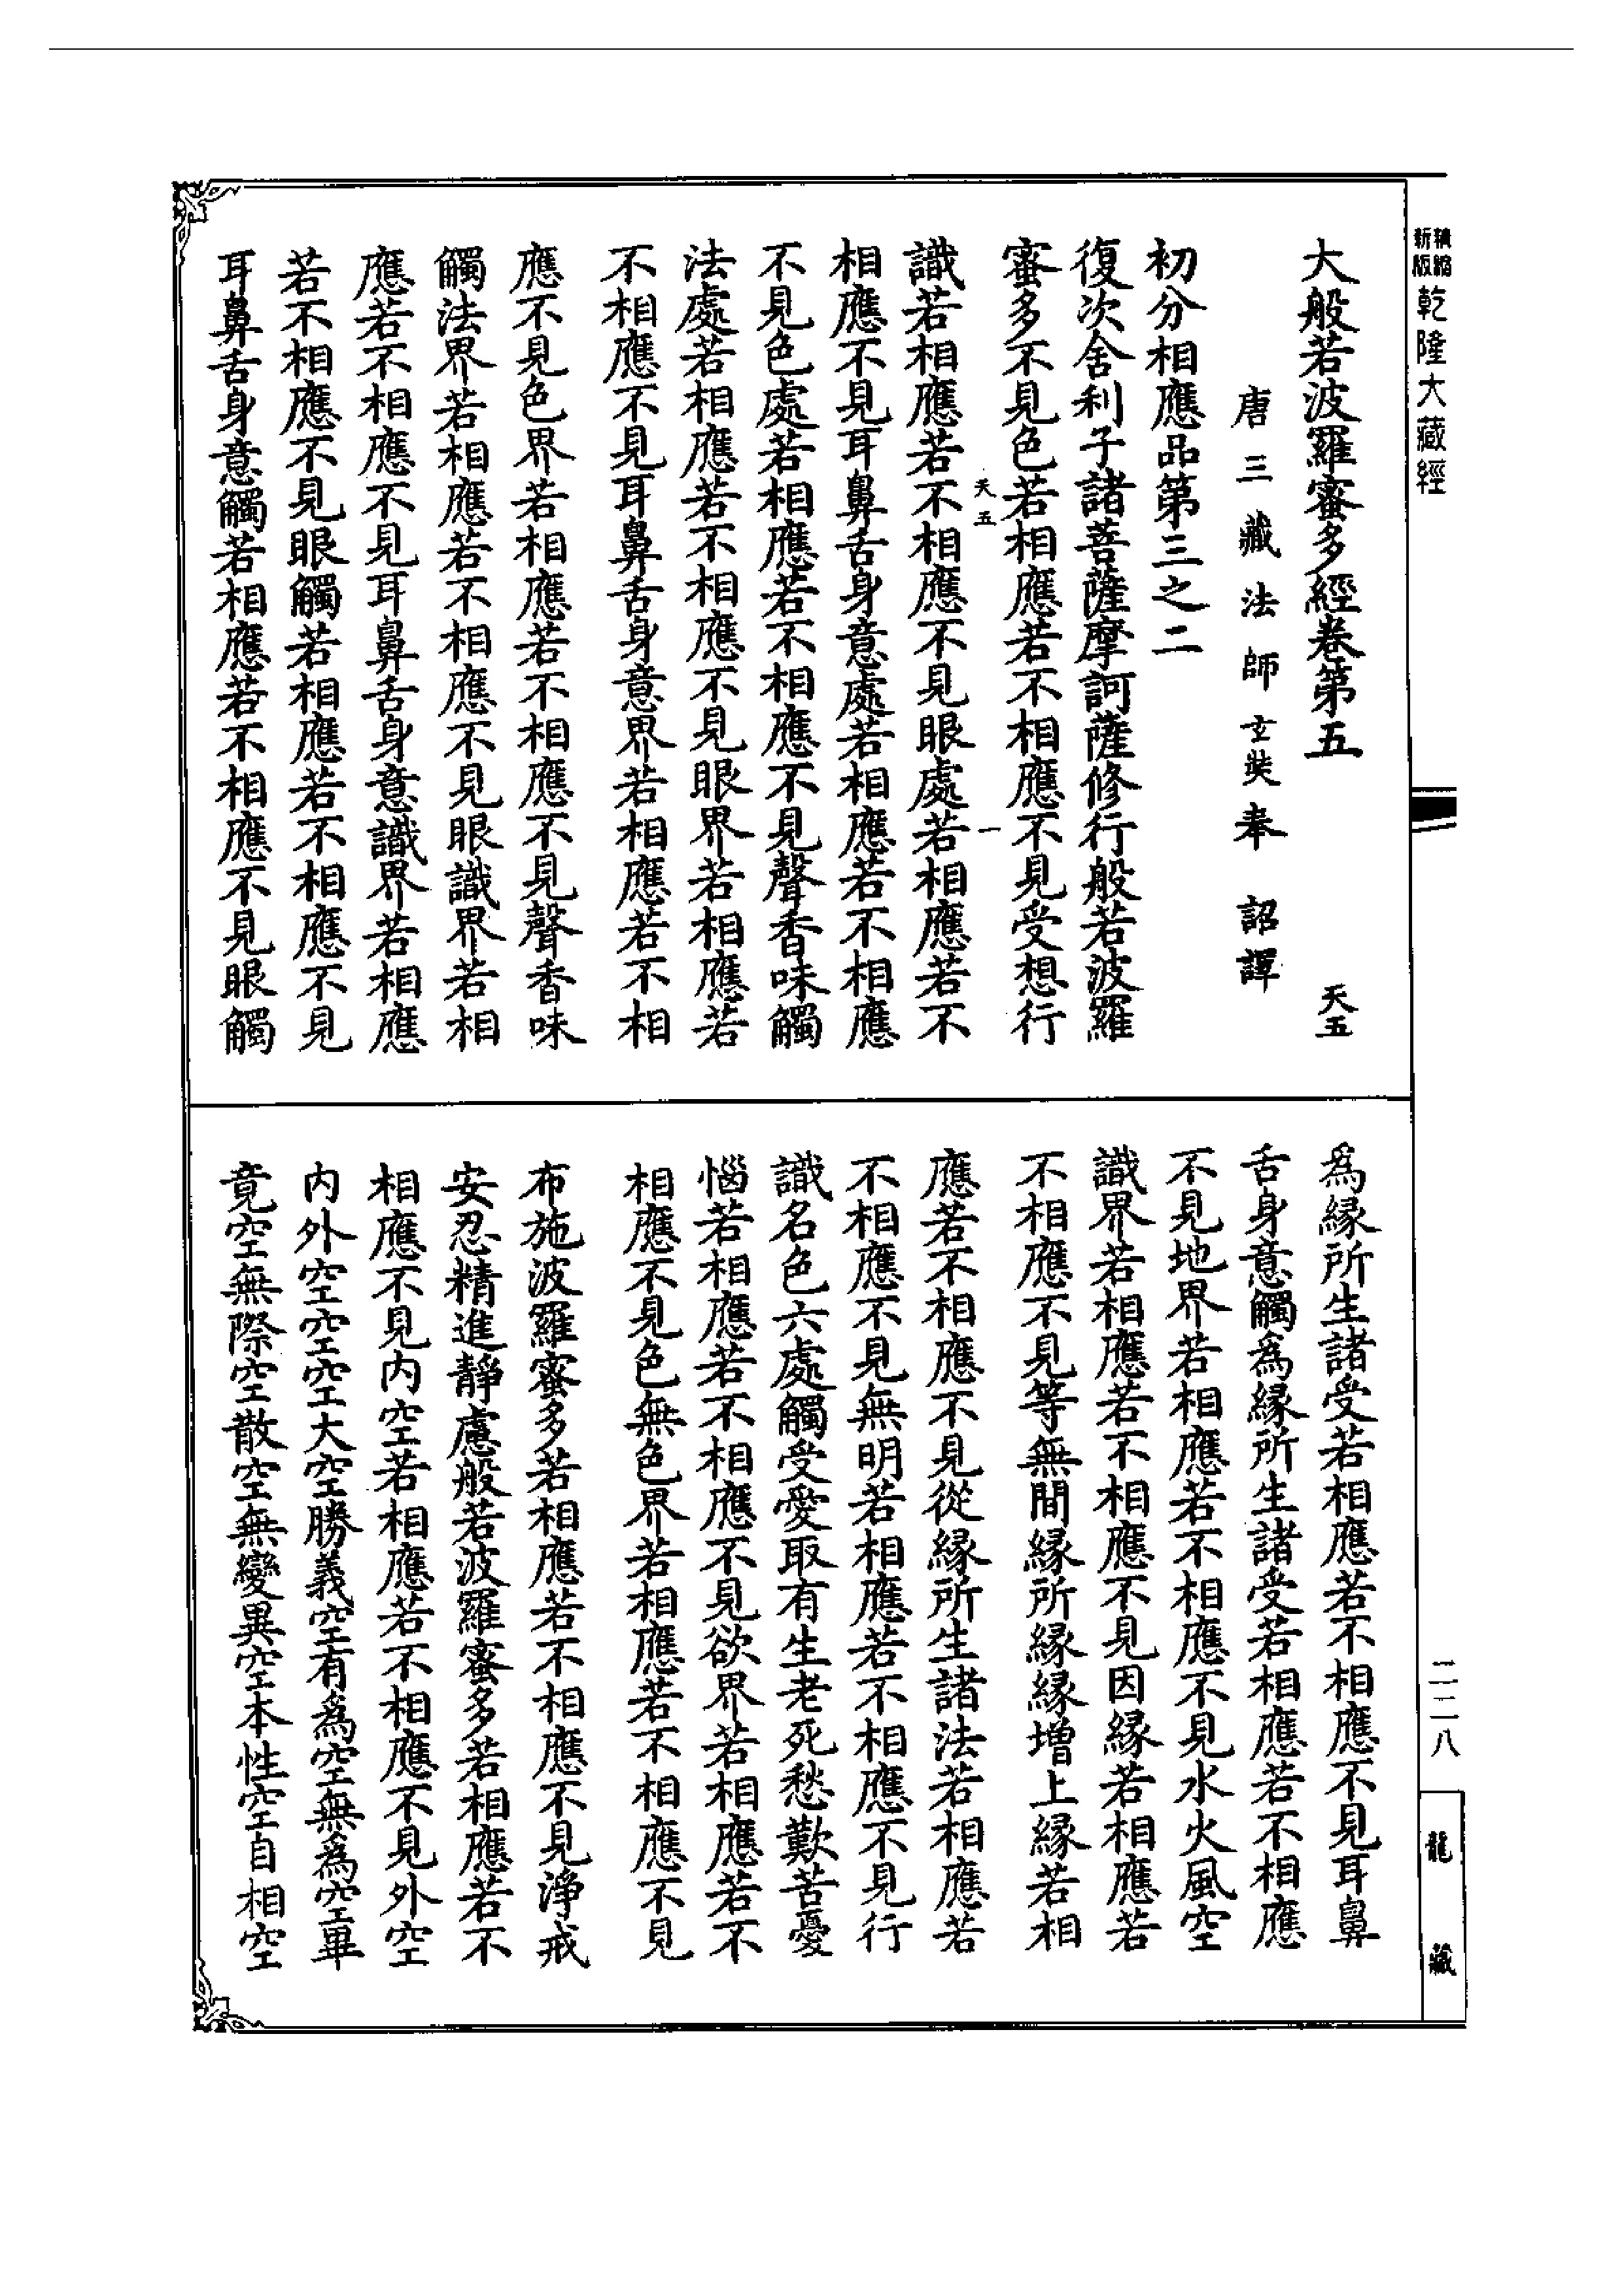 新版精縮乾隆大藏經
大般若波羅蜜多經卷第五 天五
唐三藏法師玄奘奉 詔譯
初分相應品第三之二
復次舍利子諸菩薩摩訶薩修行般若波羅
蜜多不見色若相應若不相應不見受想行
天五 一
識若相應若不相應不見眼處若相應若不
相應不見耳鼻舌身意處若相應若不相應
不見色處若相應若不相應不見聲香味觸
法處若相應若不相應不見眼界若相應若
不相應不見耳鼻舌身意界若相應若不相
應不見色界若相應若不相應不見聲香味
觸法界若相應若不相應不見眼識界若相
應若不相應不見耳鼻舌身意識界若相應
若不相應不見眼觸若相應若不相應不見
耳鼻舌身意觸若相應若不相應不見眼觸
為緣所生諸受若相應若不相應不見耳鼻
舌身意觸為緣所生諸受若相應若不相應
不見地界若相應若不相應不見水火風空
識界若相應若不相應不見因緣若相應若
不相應不見等無間緣所緣緣增上緣若相
應若不相應不見從緣所生諸法若相應若
不相應不見無明若相應若不相應不見行
識名色六處觸受愛取有生老死愁歎苦憂
惱若相應若不相應不見欲界若相應若不
相應不見色無色界若相應若不相應不見
布施波羅蜜多若相應若不相應不見淨戒
安忍精進靜慮般若波羅蜜多若相應若不
相應不見內空若相應若不相應不見外空
內外空空空大空勝義空有為空無為空畢
竟空無際空散空無變異空本性空自相空
二二八
龍藏